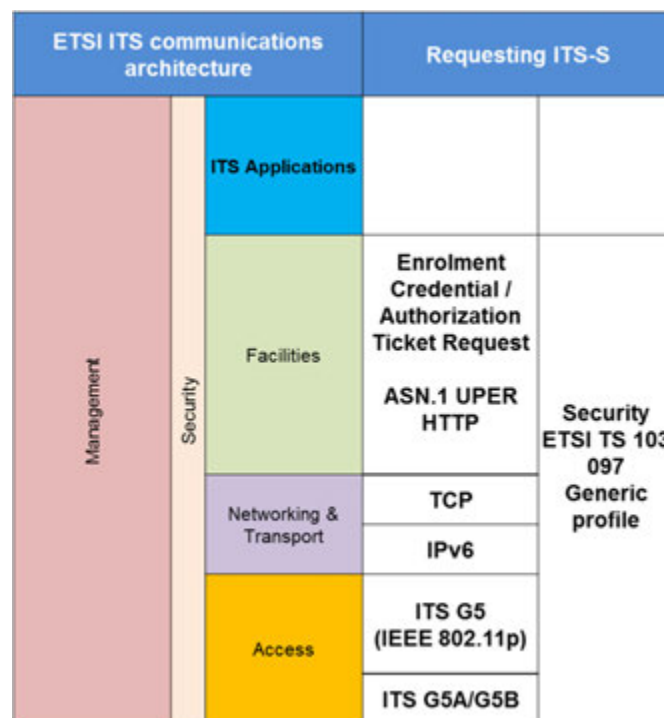 ETSI ITS communications
architecture
Requesting ITS-S
Management
Security
ITS Applications
Facilities
Enrolment
Credential /
Authorization
Ticket Request
ASN.1 UPER
HTTP
Security
ETSI TS 103
097
Generic
profile
Networking &
Transport
TCP
IPv6
Access
ITS G5
(IEEE 802.11p)
ITS G5A/G5B